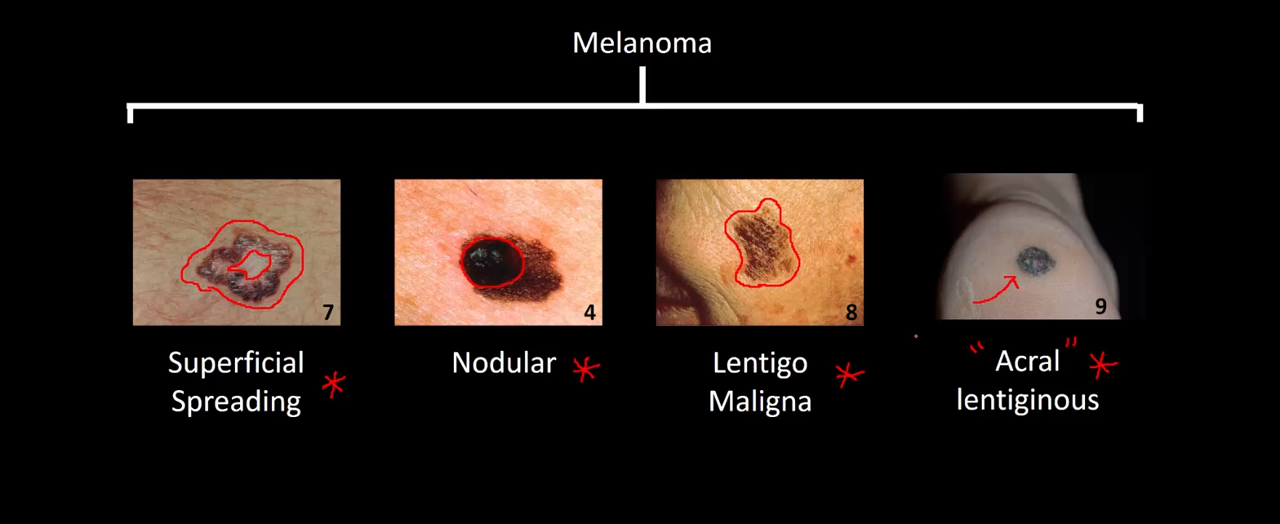 Melanoma
7
4
8
9
Superficial
Spreading *
Nodular *
Lentigo
Maligna *
" Acral " *
lentiginous